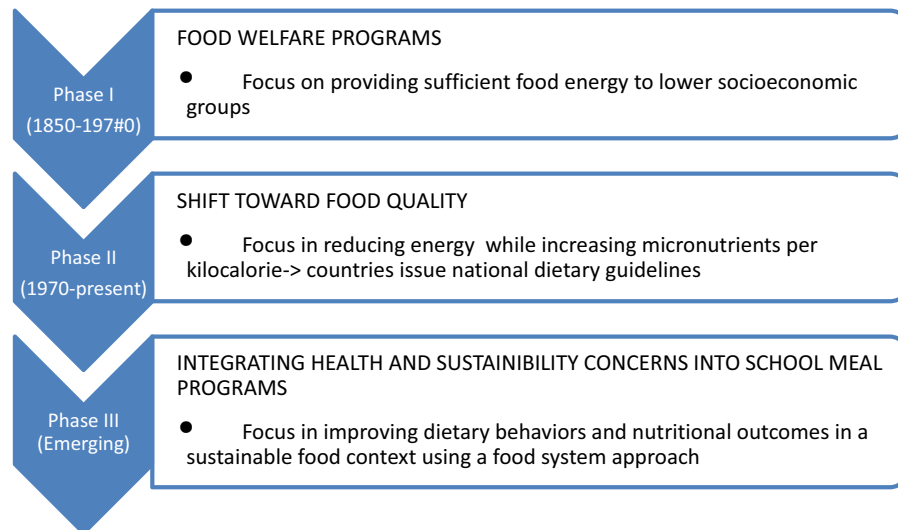 Phase I
(1850-197#0)
FOOD WELFARE PROGRAMS
● Focus on providing sufficient food energy to lower socioeconomic
groups
Phase II
(1970-present)
SHIFT TOWARD FOOD QUALITY
● Focus in reducing energy while increasing micronutrients per
kilocalorie-> countries issue national dietary guidelines
Phase III
(Emerging)
INTEGRATING HEALTH AND SUSTAINIBILITY CONCERNS INTO SCHOOL MEAL
PROGRAMS
● Focus in improving dietary behaviors and nutritional outcomes in a
sustainable food context using a food system approach